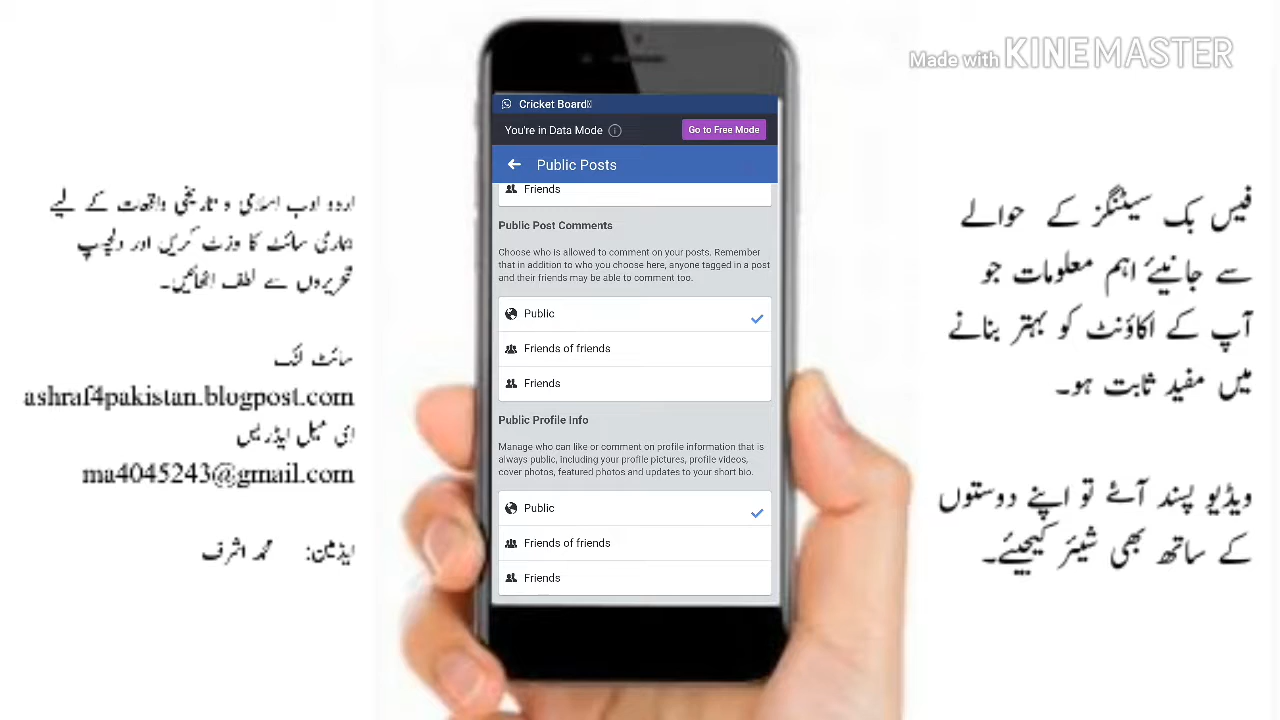 Made with KINEMASTER
Cricket Board
You're in Data Mode
Go to Free Mode
Public Posts
Friends
Public Post Comments
Choose who is allowed to comment on your posts. Remember
that in addition to who you choose here, anyone tagged in a post
and their friends may be able to comment too.
Public
Friends of friends
Friends
Public Profile Info
Manage who can like or comment on profile information that is
always public, including your profile pictures, profile videos,
cover photos, featured photos and updates to your short bio.
Public
Friends of friends
Friends
فیس بک سیٹنگز کے حوالے
سے جانیئے اہم معلومات جو
آپ کے اکاؤنٹ کو بہتر بنانے
میں مفید ثابت ہو۔
ویڈیو پسند آئے تو اپنے دوستوں
کے ساتھ بھی شیئر کیجیئے۔
اردو ادب اسلامی و تاریخی واقعات کے لیے
ہماری سائٹ کا وزٹ کریں اور دلچسپ
تحریروں سے لطف اٹھائیں۔
سائٹ لنک
ashraf4pakistan.blogpost.com
ای میل ایڈریس
ma4045243@gmail.com
ایڈمین: محمد اشرف